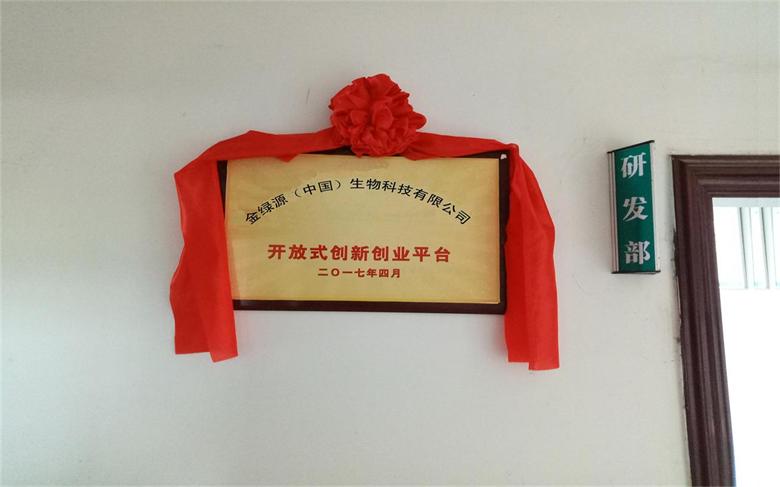 金绿源（中国）生物科技有限公司
开放式创新创业平台
二〇一七年四月
研发部